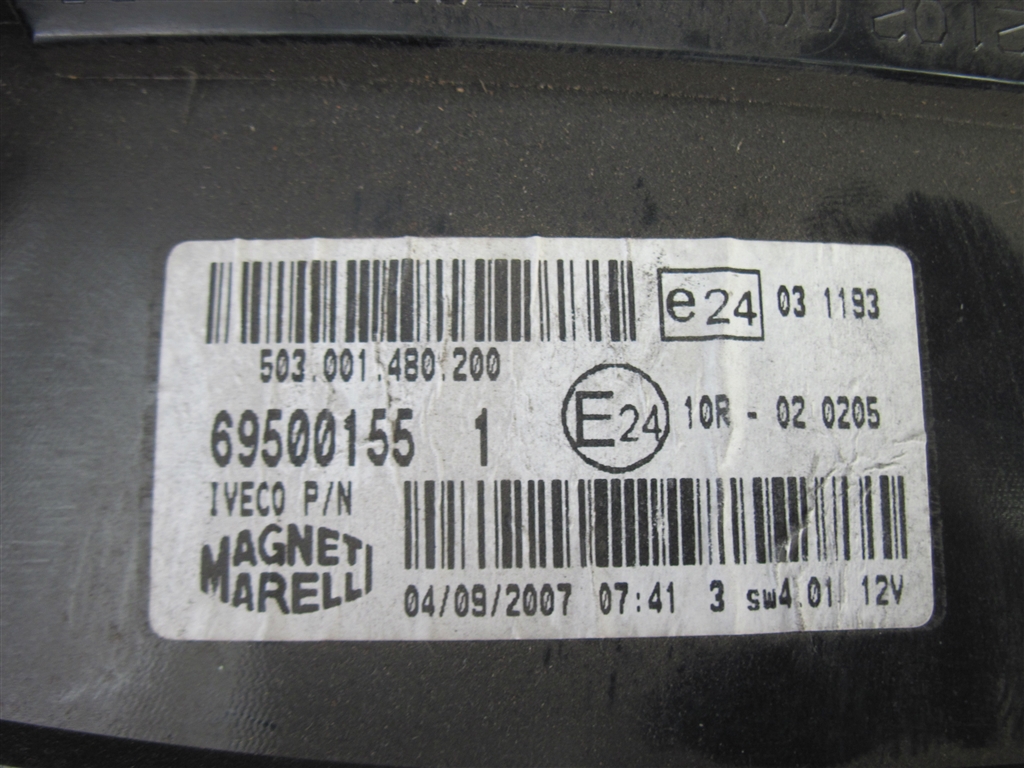 503.001.480.200
e24 03 1193
69500155 1
E24 10R - 02 0205
IVECO P/N
MAGNETI
MARELLI
04/09/2007 07:41 3 sw4.01 12V